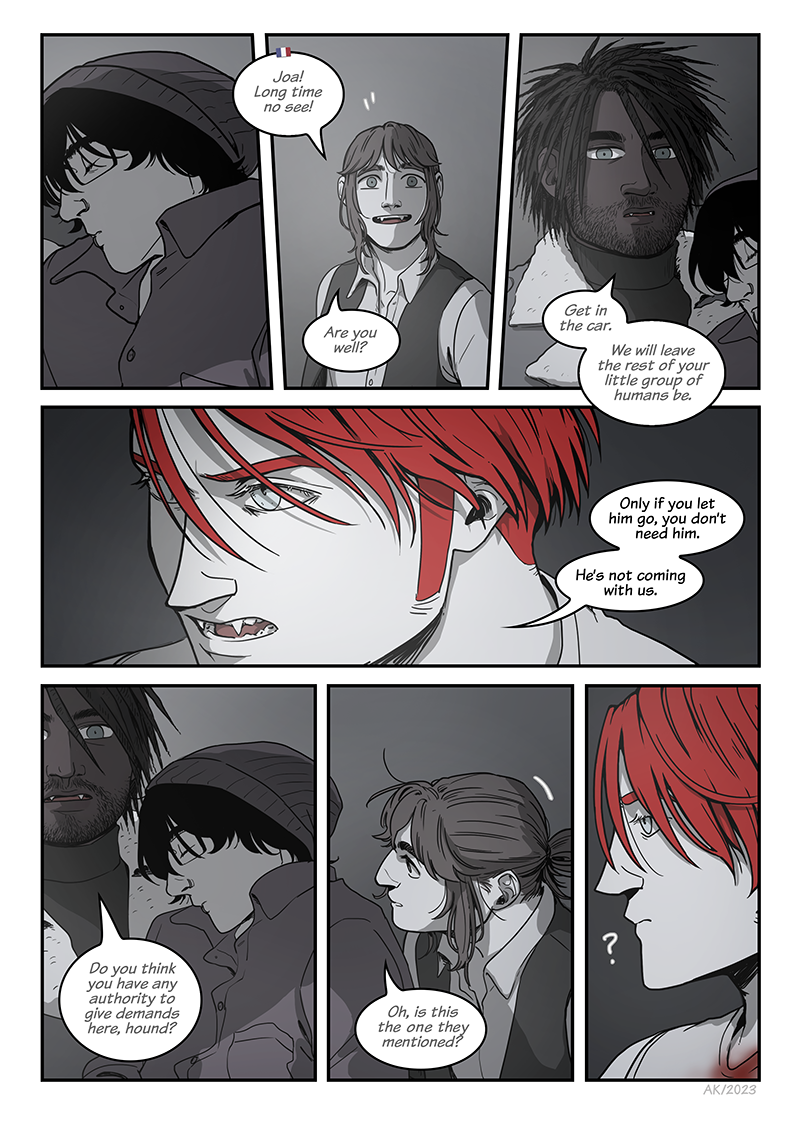 Joa!
Long time
no see!
Are you
well?
Get in
the car.
We will leave
the rest of your
little group of
humans be.
Only if you let
him go, you don't
need him.
He's not coming
with us.
Do you think
you have any
authority to
give demands
here, hound?
Oh, is this
the one they
mentioned?
?
AK/2023